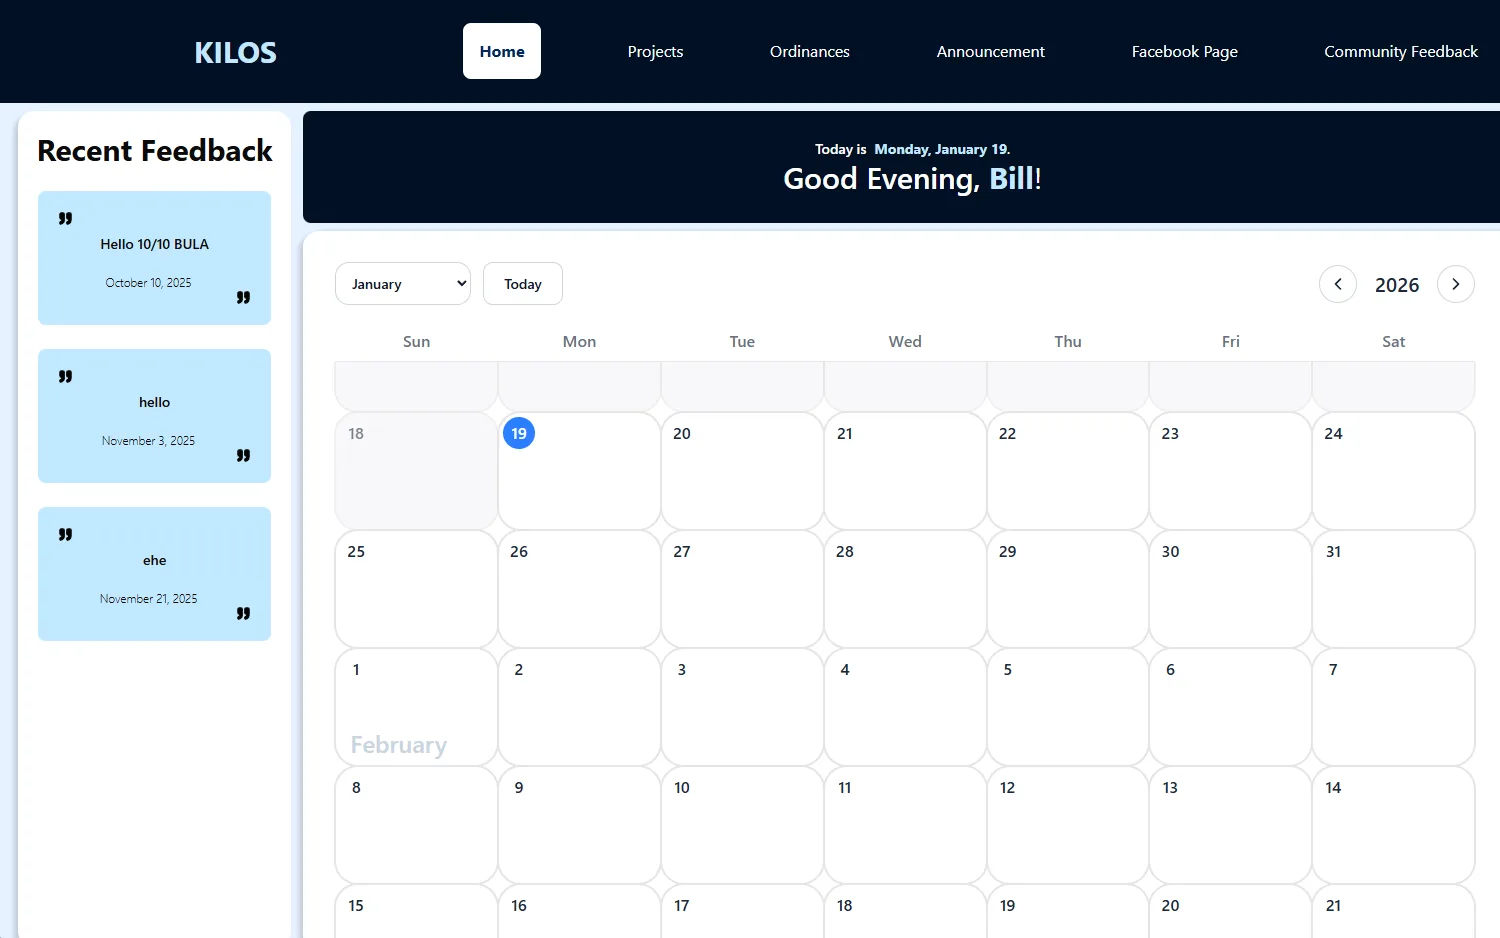 KILOS
Home Projects Ordinances Announcement Facebook Page Community Feedback
Recent Feedback
Hello 10/10 BULA
October 10, 2025
hello
November 3, 2025
ehe
November 21, 2025
Today is Monday, January 19.
Good Evening, Bill!
January Today 2026
Sun Mon Tue Wed Thu Fri Sat
18 19 20 21 22 23 24
25 26 27 28 29 30 31
1 2 3 4 5 6 7
February
8 9 10 11 12 13 14
15 16 17 18 19 20 21